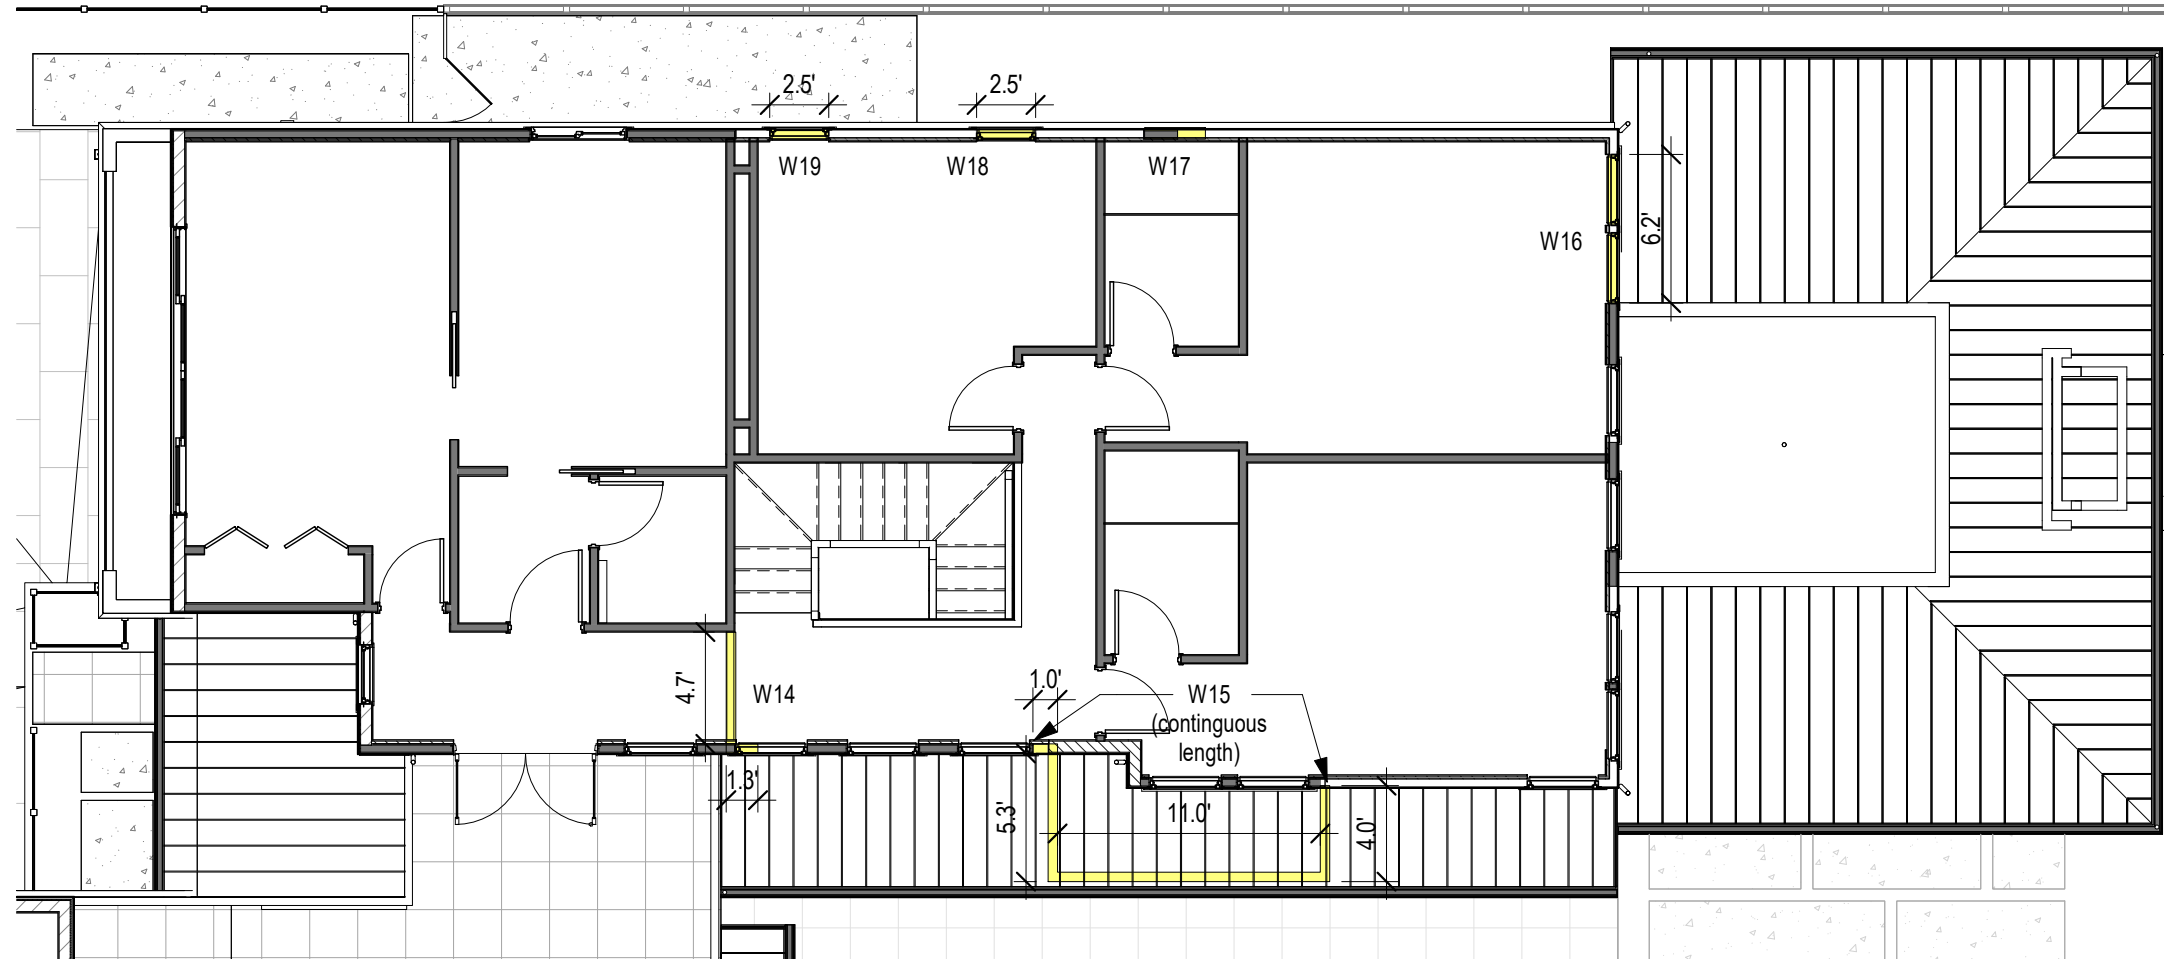 2.5' 2.5'
W19 W18 W17
6.2'
W16
4.7'
W14
1.0'
W15
(continguous
length)
1.3'
5.3'
11.0'
4.0'